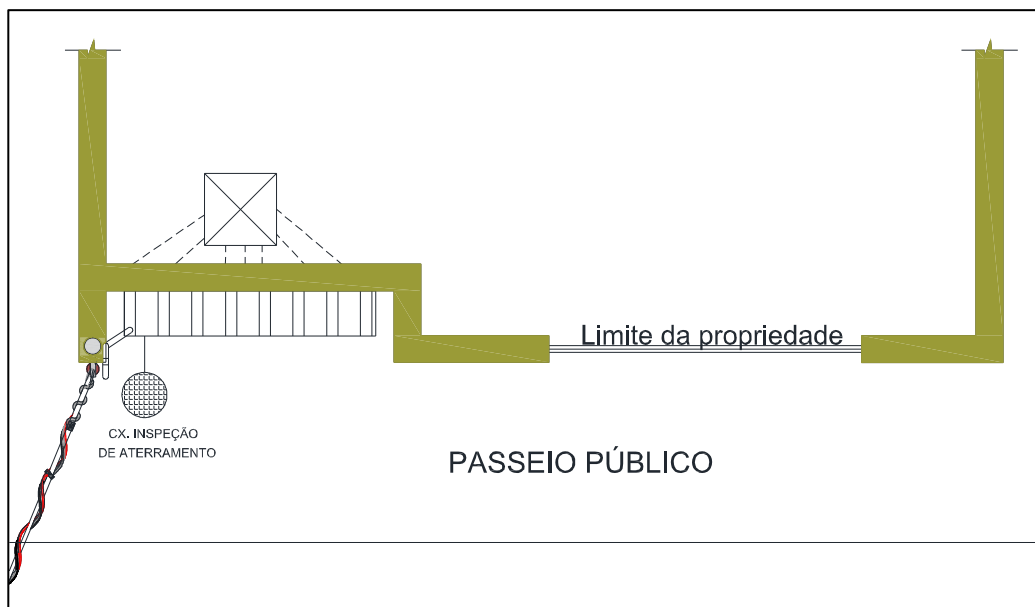 Limite da propriedade
CX. INSPEÇÃO
DE ATERRAMENTO
PASSEIO PÚBLICO